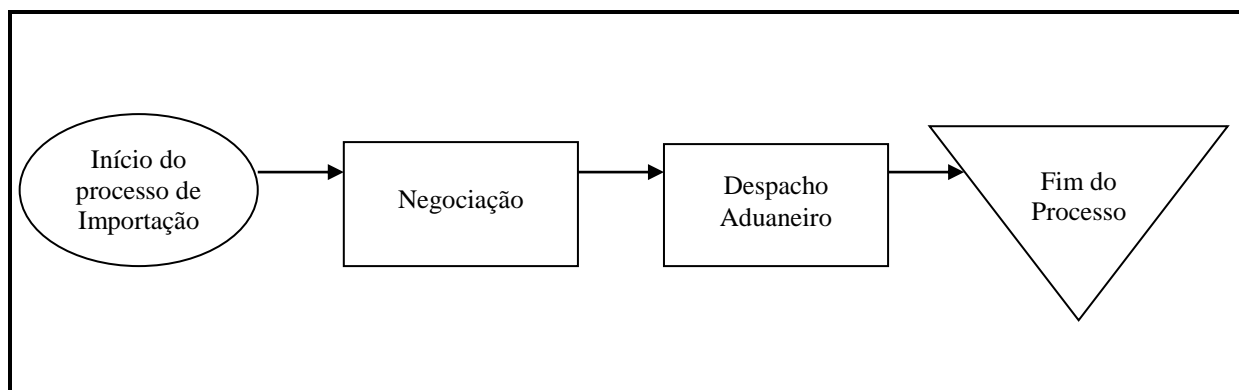 Início do
processo de
Importação
Negociação
Despacho
Aduaneiro
Fim do
Processo